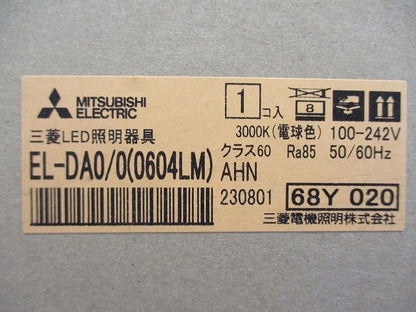 MITSUBISHI
ELECTRIC
1 コ入
8
三菱LED照明器具
3000K(電球色) 100-242V
クラス60 Ra85 50/60Hz
EL-DA0/0(0604LM) AHN
230801 68Y 020
三菱電機照明株式会社